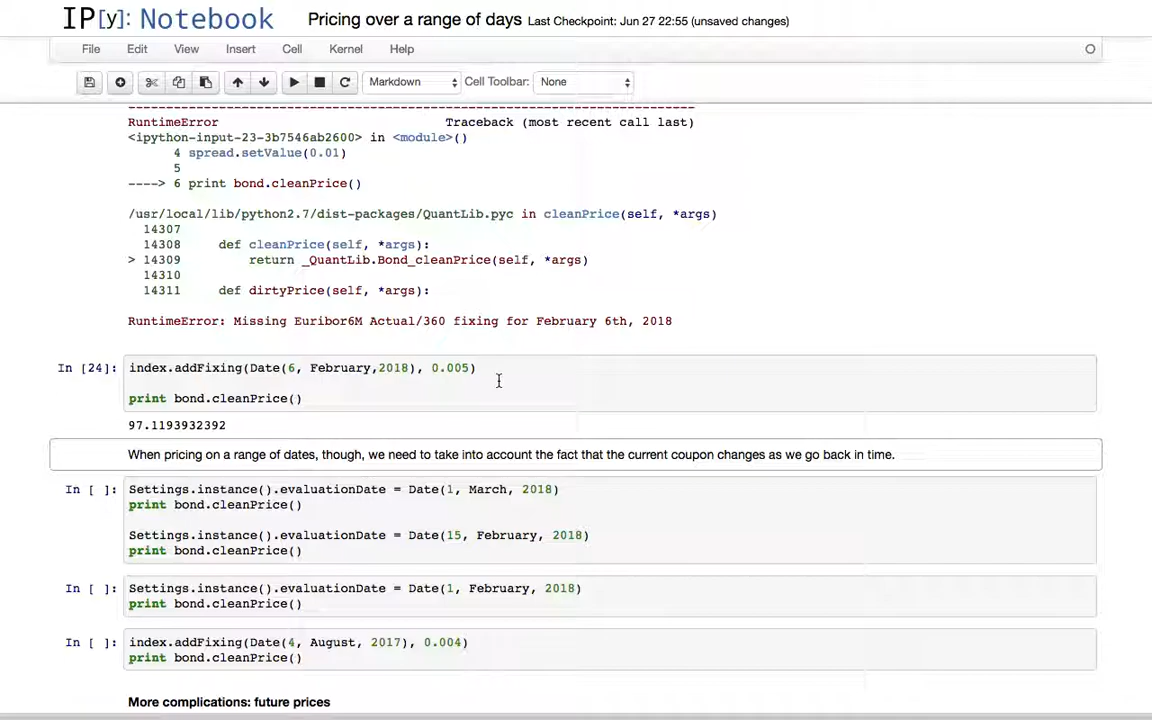 IP[y]: Notebook Pricing over a range of days Last Checkpoint: Jun 27 22:55 (unsaved changes)
File Edit View Insert Cell Kernel Help
Markdown Cell Toolbar: None
---------------------------------------------------------------------------
RuntimeError Traceback (most recent call last)
<ipython-input-23-3b7546ab2600> in <module>()
4 spread.setValue(0.01)
5
----> 6 print bond.cleanPrice()
/usr/local/lib/python2.7/dist-packages/QuantLib.pyc in cleanPrice(self, *args)
14307
14308 def cleanPrice(self, *args):
> 14309 return _QuantLib.Bond_cleanPrice(self, *args)
14310
14311 def dirtyPrice(self, *args):
RuntimeError: Missing Euribor6M Actual/360 fixing for February 6th, 2018
In [24]: index.addFixing(Date(6, February,2018), 0.005)
print bond.cleanPrice()
97.1193932392
When pricing on a range of dates, though, we need to take into account the fact that the current coupon changes as we go back in time.
In [ ]: Settings.instance().evaluationDate = Date(1, March, 2018)
print bond.cleanPrice()
Settings.instance().evaluationDate = Date(15, February, 2018)
print bond.cleanPrice()
In [ ]: Settings.instance().evaluationDate = Date(1, February, 2018)
print bond.cleanPrice()
In [ ]: index.addFixing(Date(4, August, 2017), 0.004)
print bond.cleanPrice()
More complications: future prices